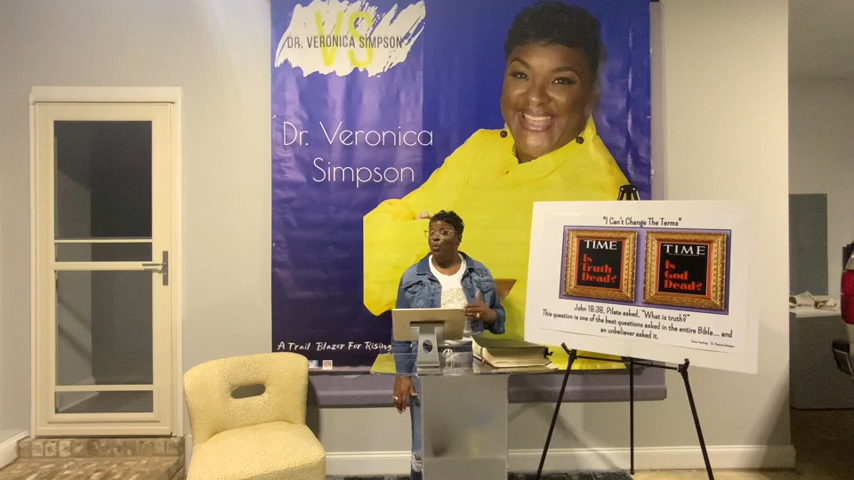 VS
DR. VERONICA SIMPSON
Dr. Veronica
Simpson
A Trail Blazer For Rising
"I Can't Change The Terms"
TIME
Is
Truth
Dead?
TIME
Is
God
Dead?
John 18:38, Pilate asked, "What is truth?"
This question is one of the best questions asked in the entire Bible... and
an unbeliever asked it.